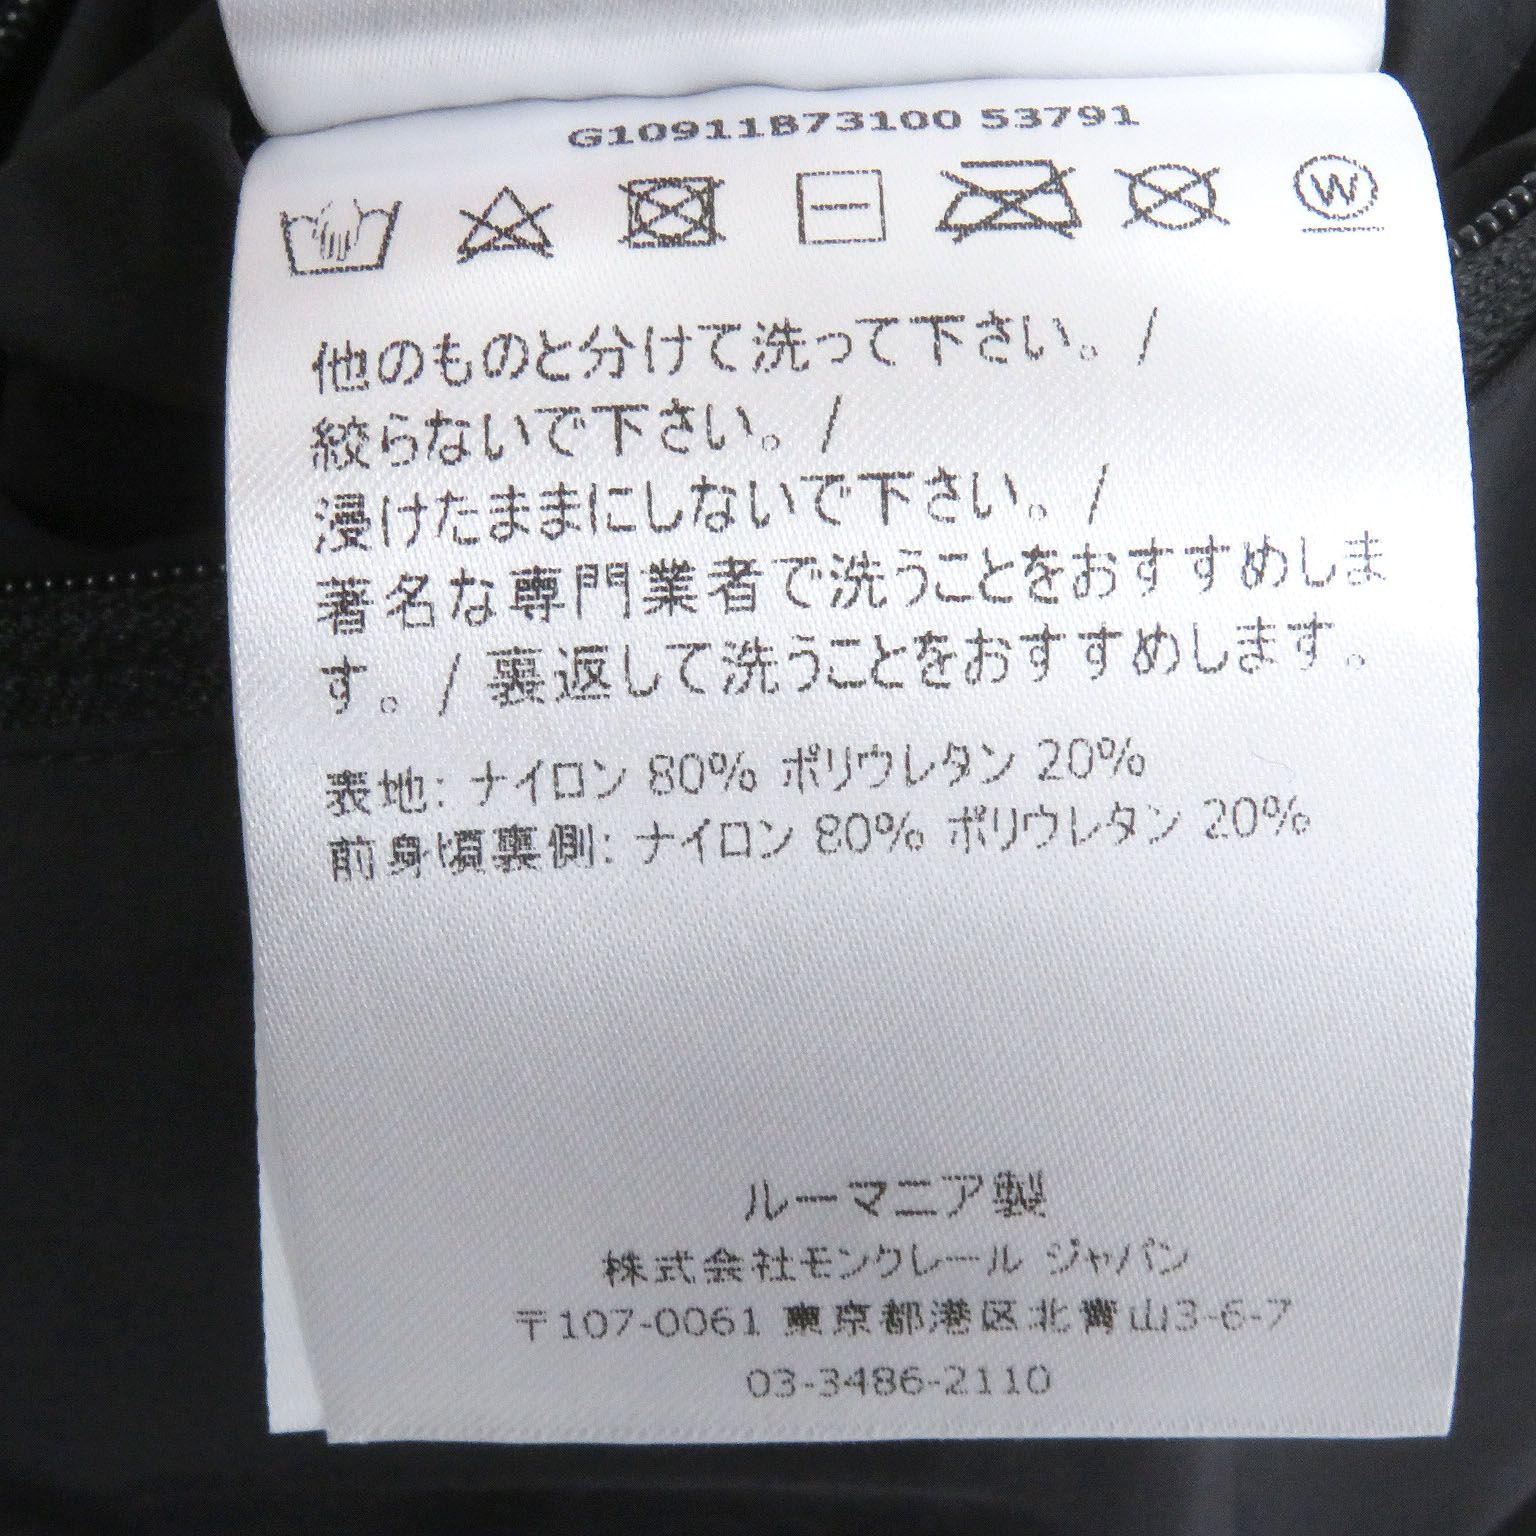 G10911B73100 53791
W
他のものと分けて洗って下さい。/
絞らないで下さい。/
浸けたままにしないで下さい。/
著名な専門業者で洗うことをおすすめしま
す。/ 裏返して洗うことをおすすめします。
表地: ナイロン 80% ポリウレタン 20%
前身頃裏側: ナイロン 80% ポリウレタン 20%
ルーマニア製
株式会社モンクレール ジャパン
〒107-0061 東京都港区北青山3-6-7
03-3486-2110